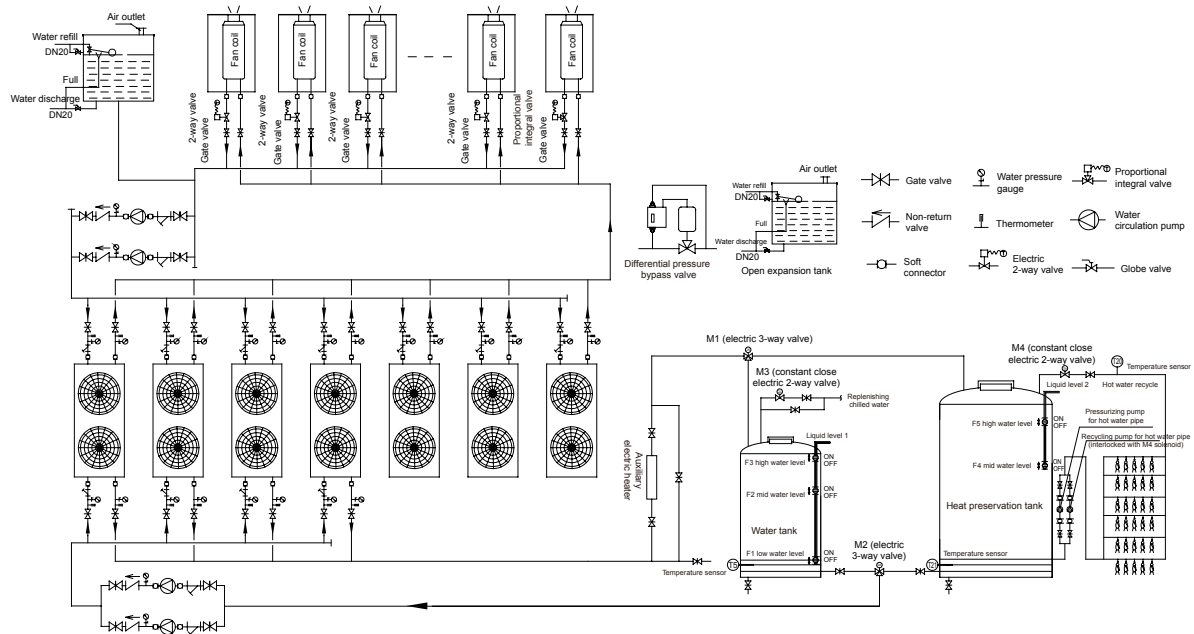 Air outlet
Water refill
DN20
Full
Water discharge
DN20
Fan coil
Fan coil
Fan coil
Fan coil
Fan coil
2-way valve
Gate valve
2-way valve
Gate valve
2-way valve
Gate valve
2-way valve
Gate valve
Proportional
integral valve
Gate valve
Differential pressure
bypass valve
Air outlet
Water refill
DN20
Full
Water discharge
DN20
Open expansion tank
Gate valve
Water pressure
gauge
Proportional
integral valve
Non-return
valve
Thermometer
Water
circulation pump
Soft
connector
Electric
2-way valve
Globe valve
M1 (electric 3-way valve)
M3 (constant close
electric 2-way valve)
Replenishing
chilled water
M4 (constant close
electric 2-way valve)
T20
Temperature sensor
Liquid level 2
Hot water recycle
Pressurizing pump
for hot water pipe
Recycling pump for hot water pipe
(interlocked with M4 solenoid)
F5 high water level
ON
OFF
F4 mid water level
ON
OFF
Heat preservation tank
Temperature sensor
T21
Auxiliary
electric heater
Liquid level 1
F3 high water level
ON
OFF
F2 mid water level
ON
OFF
Water tank
F1 low water level
ON
OFF
M2 (electric
3-way valve)
Temperature sensor
T5